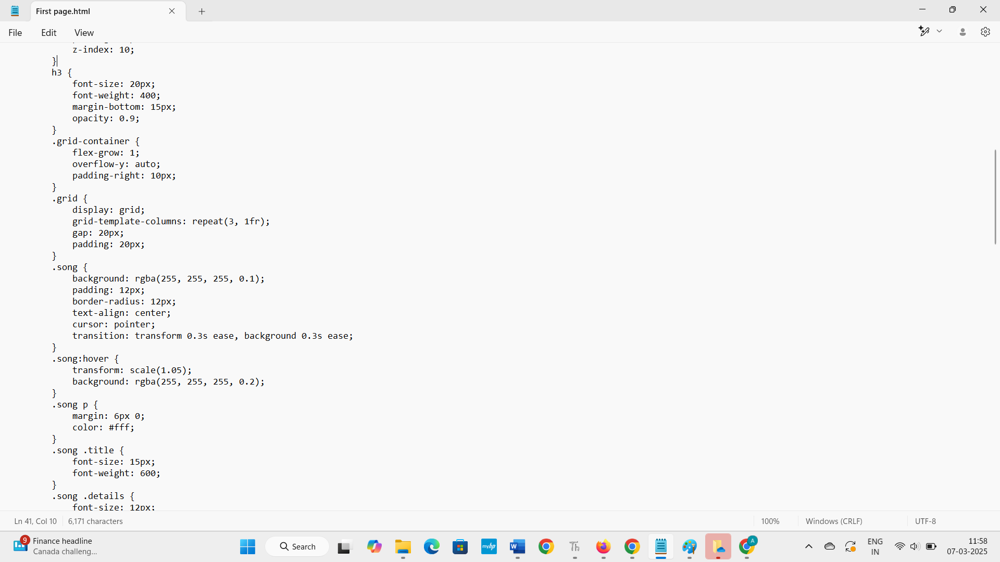 First page.html
File Edit View
z-index: 10;
}
h3 {
font-size: 20px;
font-weight: 400;
margin-bottom: 15px;
opacity: 0.9;
}
.grid-container {
flex-grow: 1;
overflow-y: auto;
padding-right: 10px;
}
.grid {
display: grid;
grid-template-columns: repeat(3, 1fr);
gap: 20px;
padding: 20px;
}
.song {
background: rgba(255, 255, 255, 0.1);
padding: 12px;
border-radius: 12px;
text-align: center;
cursor: pointer;
transition: transform 0.3s ease, background 0.3s ease;
}
.song:hover {
transform: scale(1.05);
background: rgba(255, 255, 255, 0.2);
}
.song p {
margin: 6px 0;
color: #fff;
}
.song .title {
font-size: 15px;
font-weight: 600;
}
.song .details {
font-size: 12px;
Ln 41, Col 10 6,171 characters 100% Windows (CRLF) UTF-8
9 Finance headline
Canada challeng...
Search
myhp
W
Th
A
ENG
IN
11:58
07-03-2025